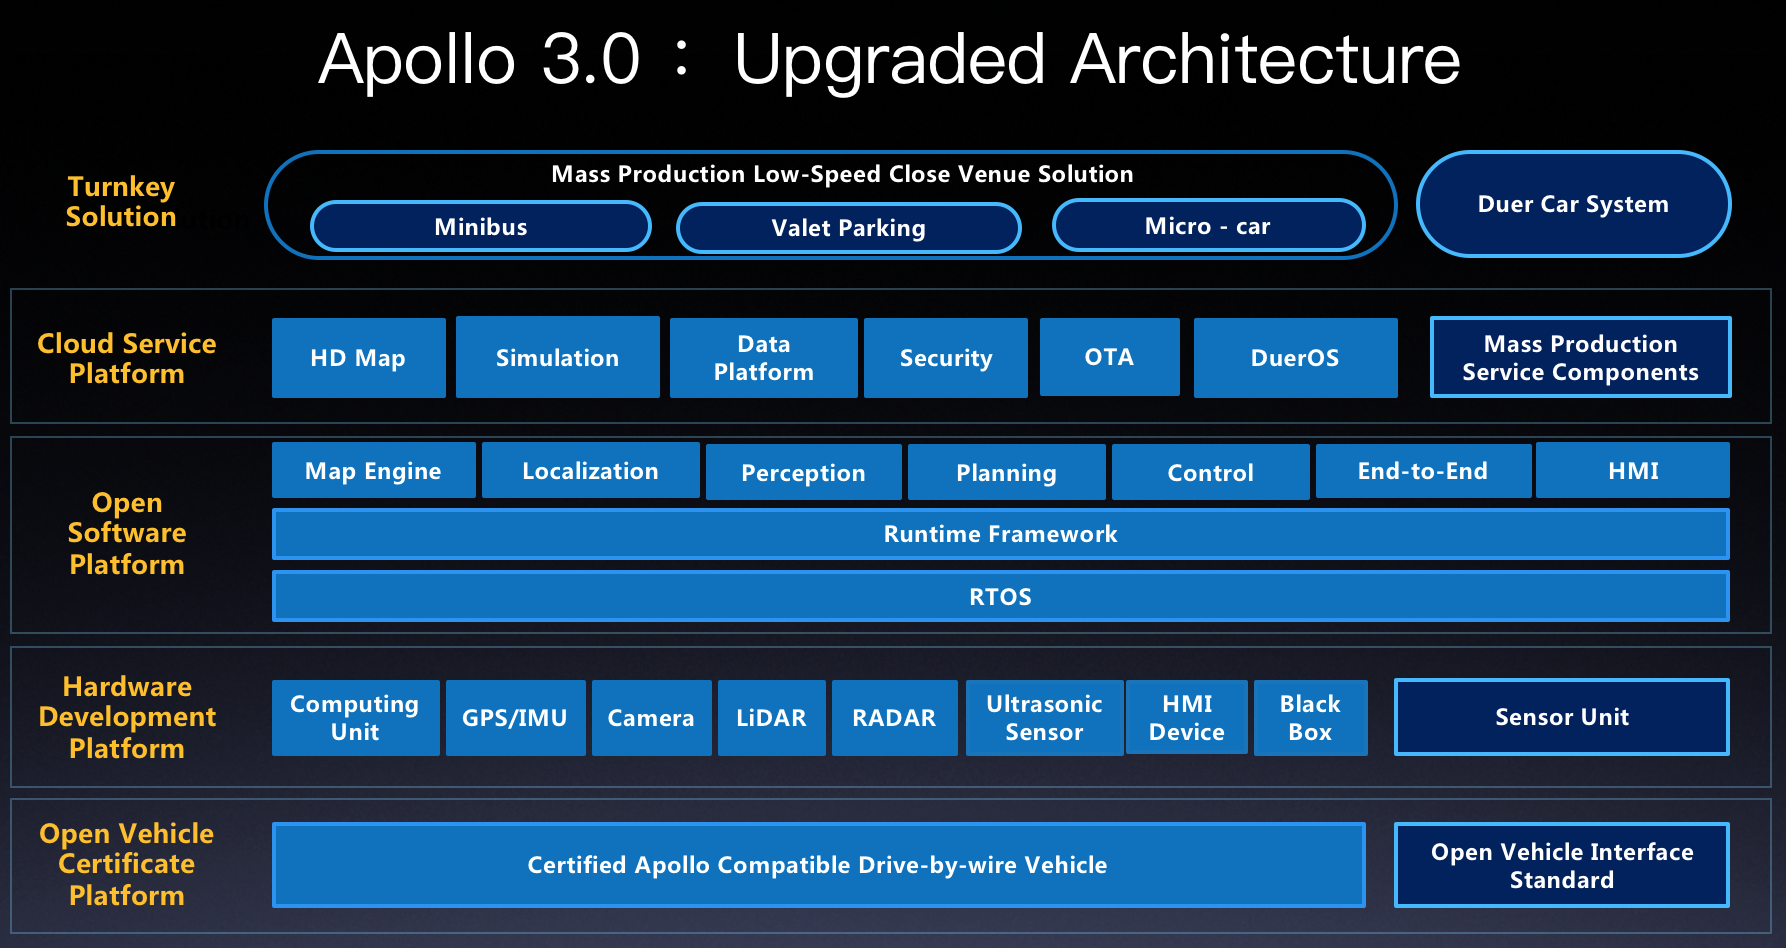 Apollo 3.0 : Upgraded Architecture
Turnkey
Solution
Mass Production Low-Speed Close Venue Solution
Minibus
Valet Parking
Micro - car
Duer Car System
Cloud Service
Platform
HD Map
Simulation
Data
Platform
Security
OTA
DuerOS
Mass Production
Service Components
Open
Software
Platform
Map Engine
Localization
Perception
Planning
Control
End-to-End
HMI
Runtime Framework
RTOS
Hardware
Development
Platform
Computing
Unit
GPS/IMU
Camera
LiDAR
RADAR
Ultrasonic
Sensor
HMI
Device
Black
Box
Sensor Unit
Open Vehicle
Certificate
Platform
Certified Apollo Compatible Drive-by-wire Vehicle
Open Vehicle Interface
Standard